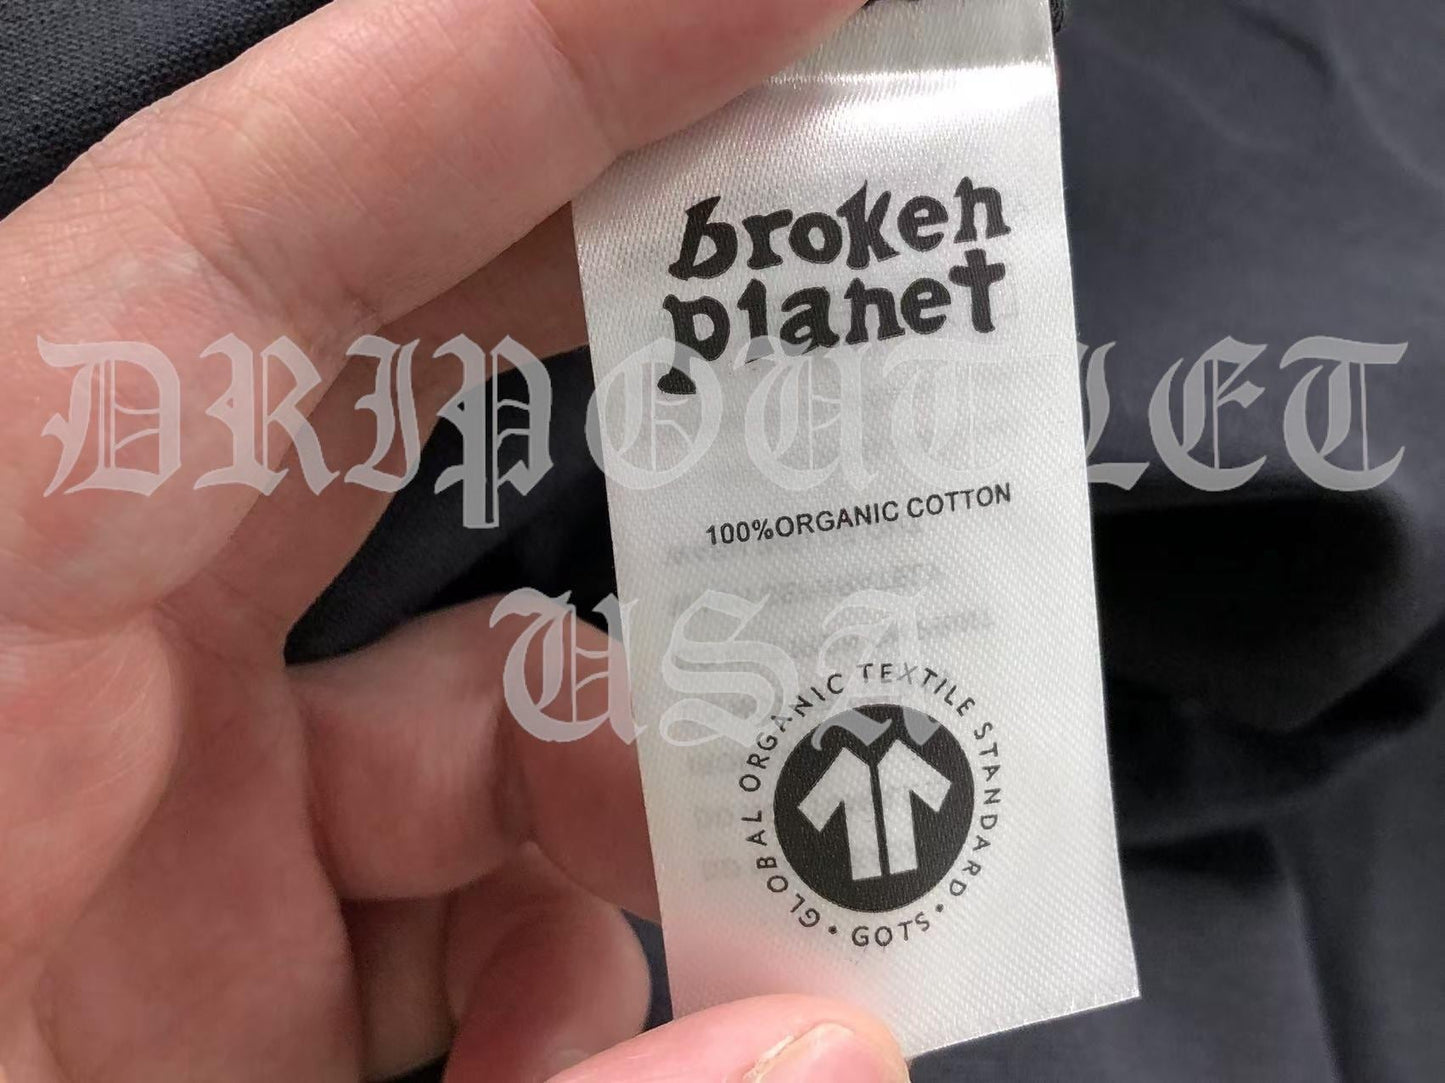 broken
planet
DRIPOUTLET
100%ORGANIC COTTON
USA
GLOBAL ORGANIC TEXTILE STANDARD • GOTS •